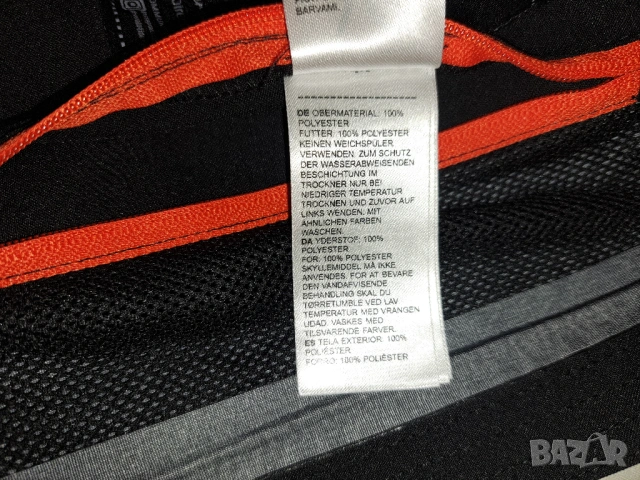 BARVAMI.
DE OBERMATERIAL: 100%
POLYESTER
FUTTER: 100% POLYESTER
KEINEN WEICHSPÜLER
VERWENDEN. ZUM SCHUTZ
DER WASSERABWEISENDEN
BESCHICHTUNG IM
TROCKNER NUR BEI
NIEDRIGER TEMPERATUR
TROCKNEN UND ZUVOR AUF
LINKS WENDEN. MIT
ÄHNLICHEN FARBEN
WASCHEN.
DA YDERSTOF: 100%
POLYESTER
FOR: 100% POLYESTER
SKYLLEMIDDEL MÅ IKKE
ANVENDES. FOR AT BEVARE
DEN VANDAFVISENDE
BEHANDLING SKAL DU
TØRRETUMBLE VED LAV
TEMPERATUR MED VRANGEN
UDAD. VASKES MED
TILSVARENDE FARVER.
ES TELA EXTERIOR: 100%
POLIÉSTER
FORRO: 100% POLIÉSTER
BAZAR